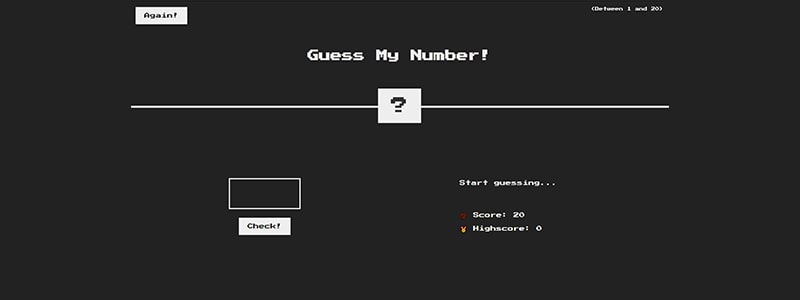 Again!
(Between 1 and 20)
Guess My Number!
?
Start guessing...
Score: 20
Check!
Highscore: 0